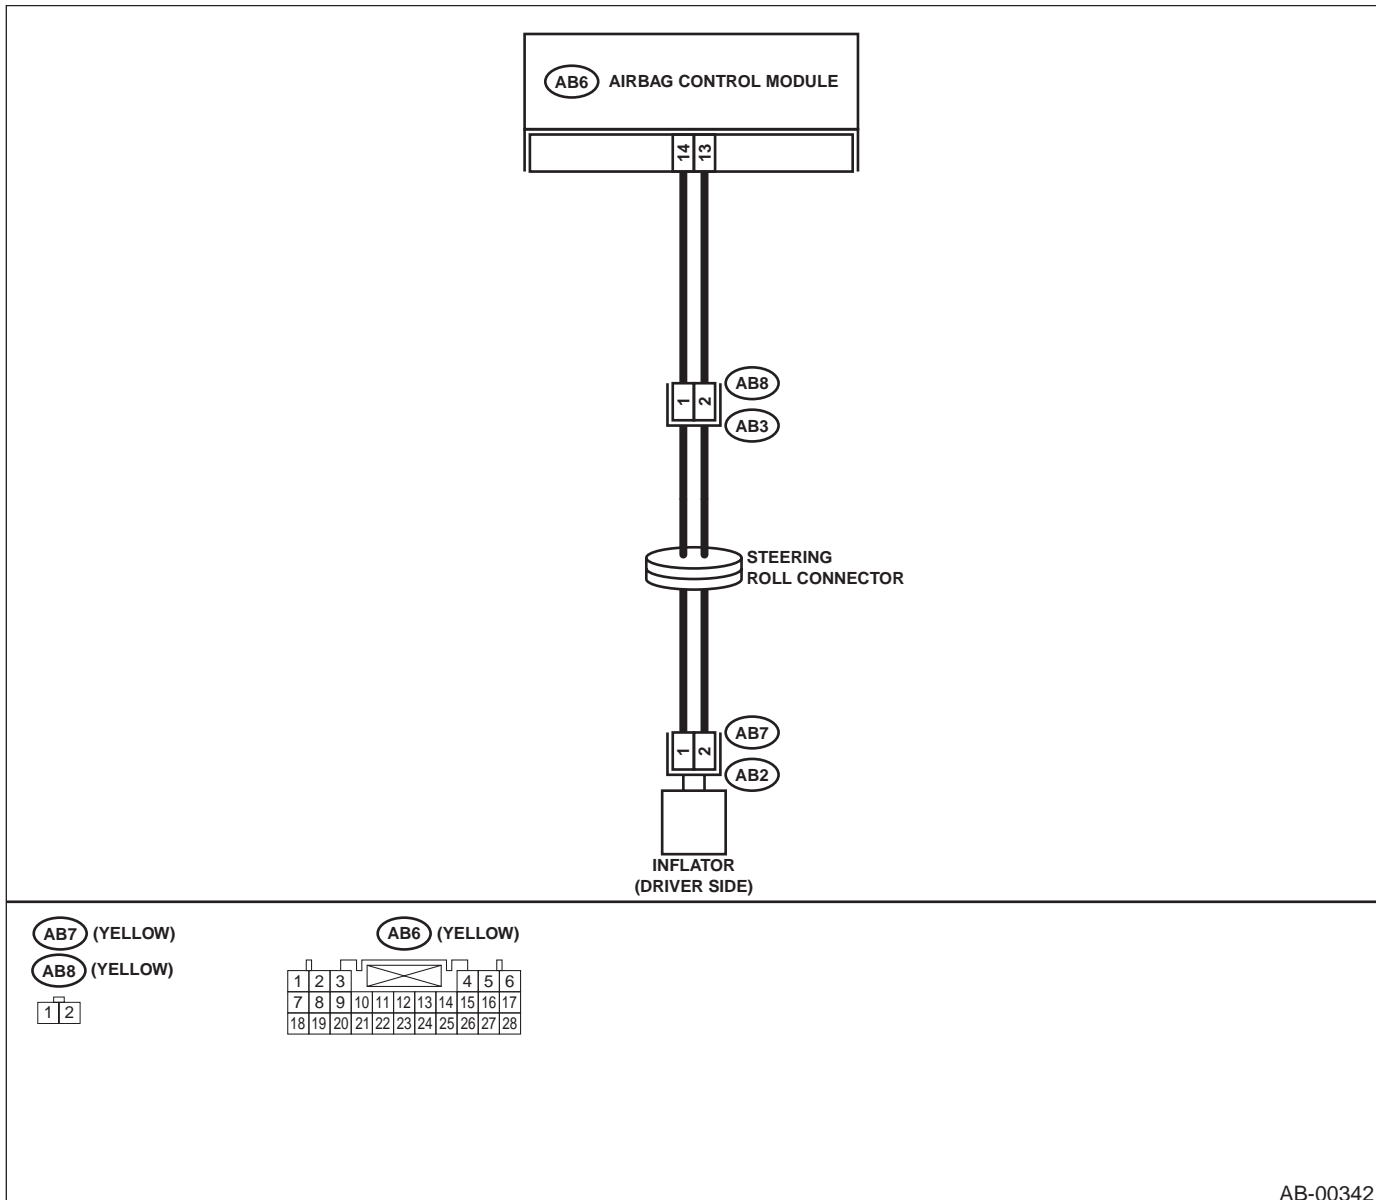 AB6 AIRBAG CONTROL MODULE
14 13
1 2 AB8
AB3
STEERING
ROLL CONNECTOR
1 2 AB7
AB2
INFLATOR
(DRIVER SIDE)
AB7 (YELLOW)
AB8 (YELLOW)
1 2
AB6 (YELLOW)
1 2 3 4 5 6
7 8 9 10 11 12 13 14 15 16 17
18 19 20 21 22 23 24 25 26 27 28
AB-00342